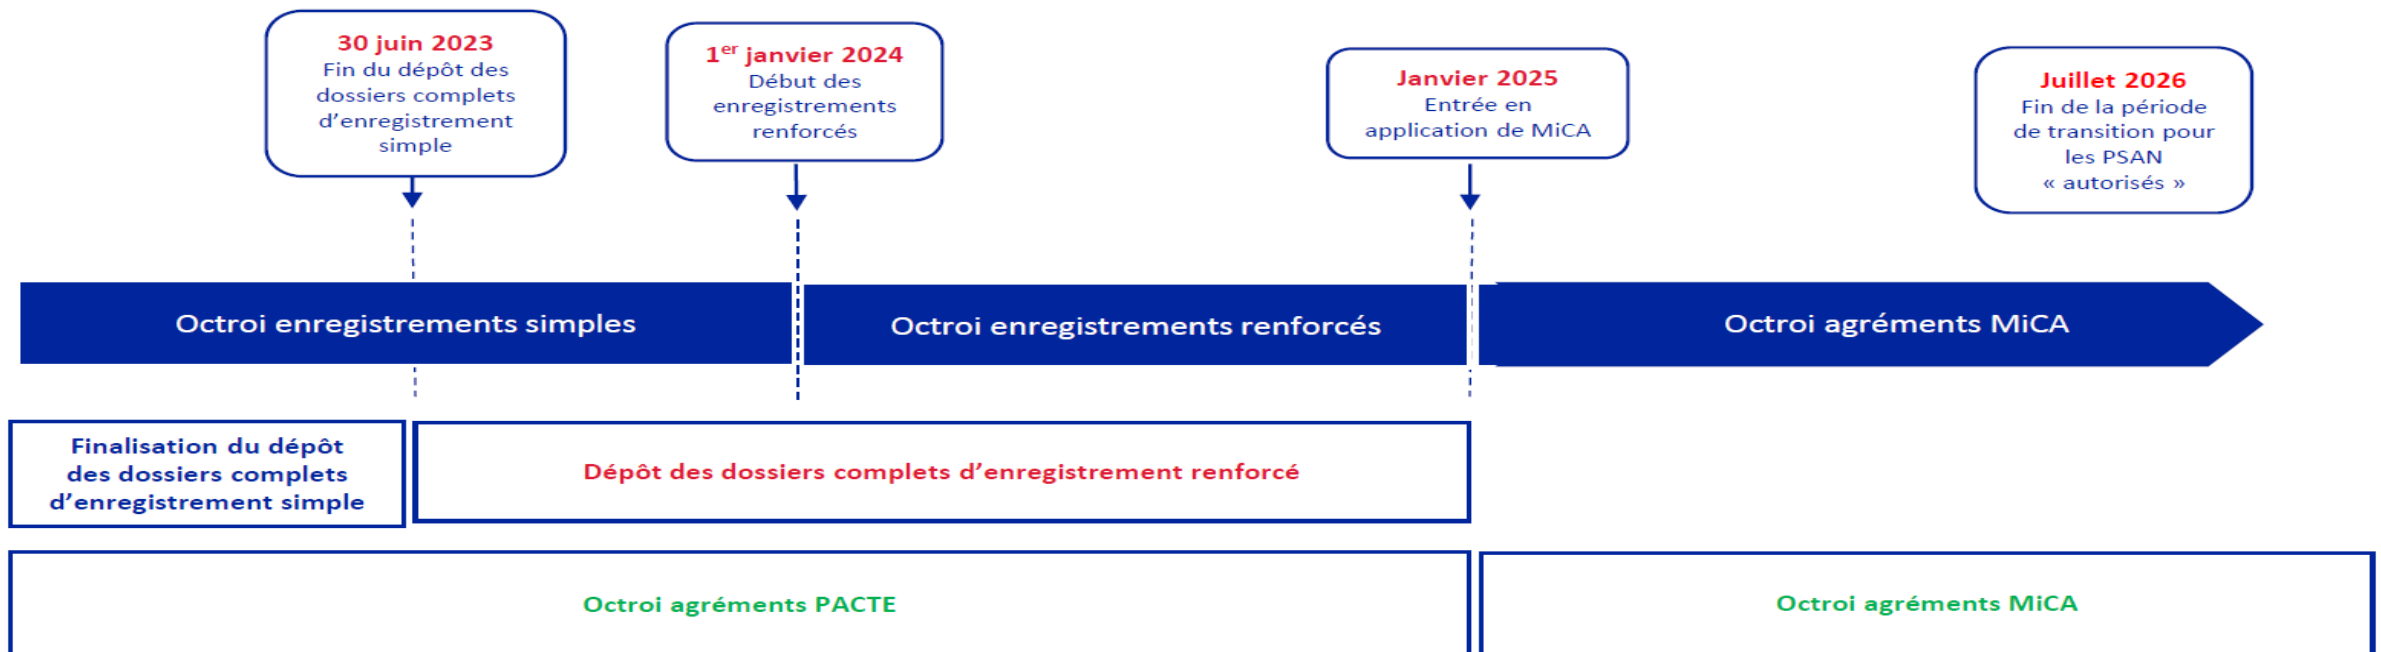 30 juin 2023
Fin du dépôt des
dossiers complets
d’enregistrement
simple
1er janvier 2024
Début des
enregistrements
renforcés
Janvier 2025
Entrée en
application de MiCA
Juillet 2026
Fin de la période
de transition pour
les PSAN
« autorisés »
Octroi enregistrements simples
Octroi enregistrements renforcés
Octroi agréments MiCA
Finalisation du dépôt
des dossiers complets
d’enregistrement simple
Dépôt des dossiers complets d’enregistrement renforcé
Octroi agréments PACTE
Octroi agréments MiCA